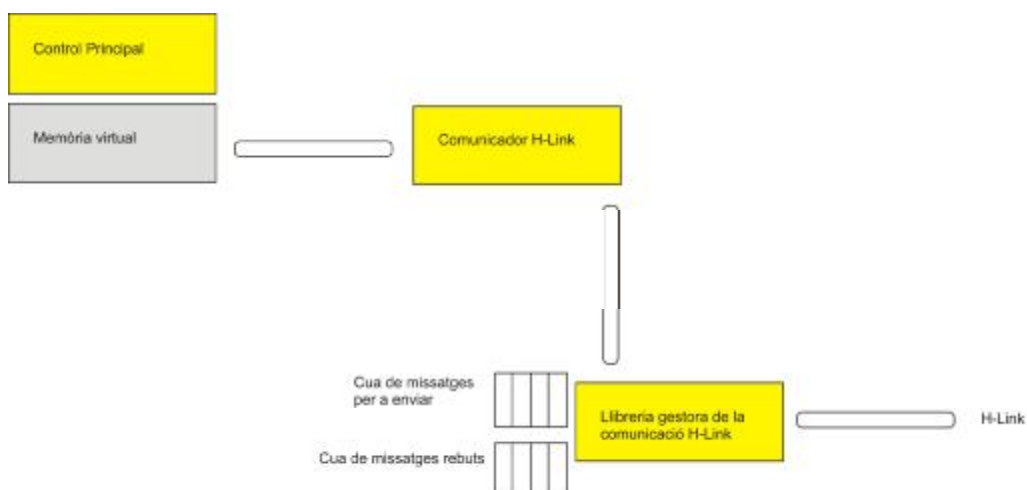 Control Principal
Memòria virtual
Comunicador H-Link
Cua de missatges
per a enviar
Llibreria gestora de la
comunicació H-Link
H-Link
Cua de missatges rebuts